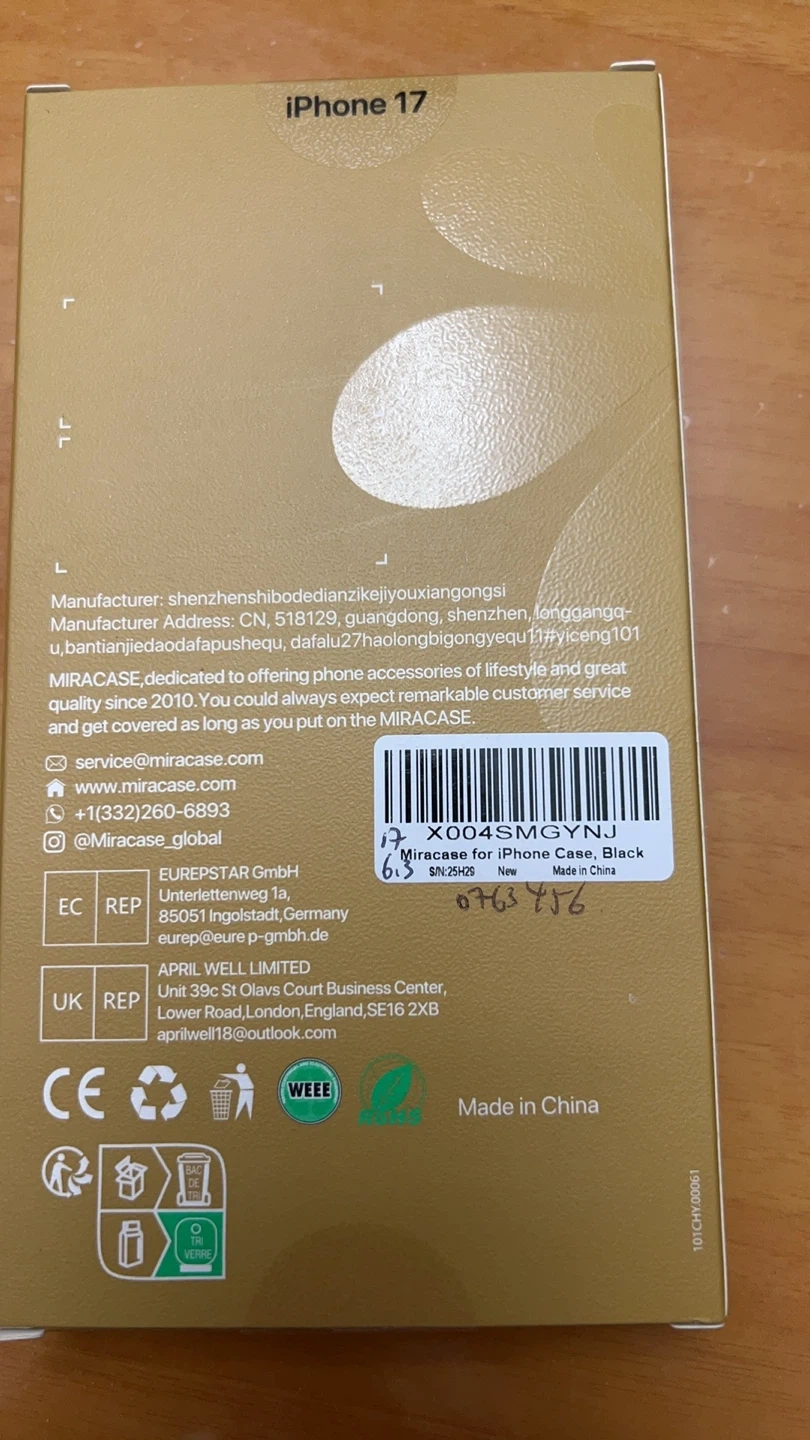 iPhone 17
Manufacturer: shenzhenshibodedianzikejiyouxiangongsi
Manufacturer Address: CN, 518129, guangdong, shenzhen, longgangq-
u,bantianjiedaodafapushequ, dafalu27haolongbigongyequ11#yiceng101
MIRACASE,dedicated to offering phone accessories of lifestyle and great
quality since 2010.You could always expect remarkable customer service
and get covered as long as you put on the MIRACASE.
service@miracase.com
www.miracase.com
+1(332)260-6893
@Miracase_global
X004SMGYNJ
Miracase for iPhone Case, Black
S/N:25H29 New Made in China
i7
6.3
0763456
EC REP
EUREPSTAR GmbH
Unterlettenweg 1a,
85051 Ingolstadt,Germany
eurep@eure p-gmbh.de
UK REP
APRIL WELL LIMITED
Unit 39c St Olavs Court Business Center,
Lower Road,London,England,SE16 2XB
aprilwell18@outlook.com
CE
WEEE
ROHS
Made in China
BAC
DE
TRI
TRI
VERRE
101CHY.00061